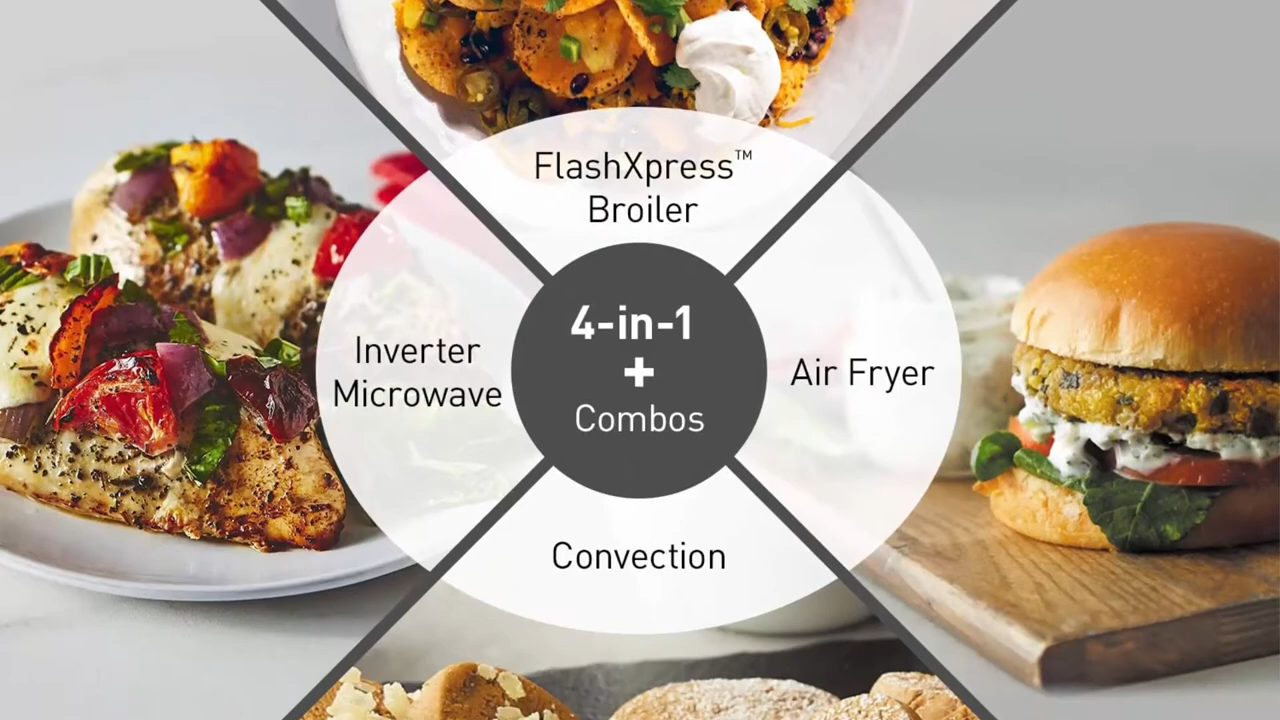 FlashXpress™
Broiler
4-in-1
+
Combos
Inverter
Microwave
Air Fryer
Convection